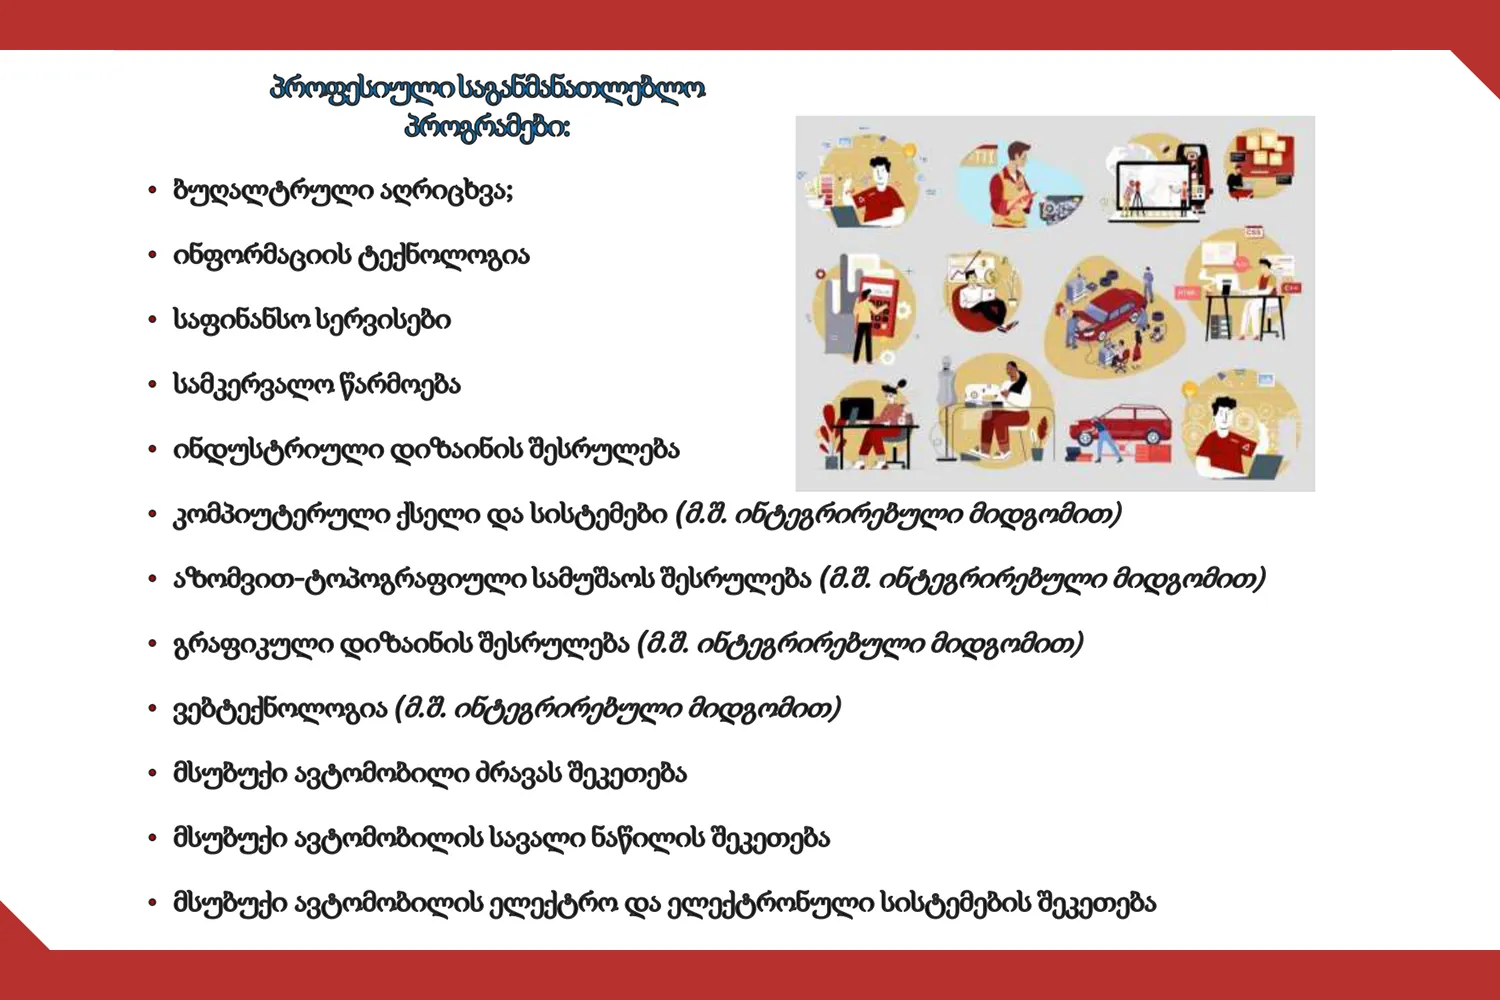 პროფესიული საგანმანათლებლო
პროგრამები:
• ბუღალტრული აღრიცხვა;
• ინფორმაციის ტექნოლოგია
• საფინანსო სერვისები
• სამკერვალო წარმოება
• ინდუსტრიული დიზაინის შესრულება
• კომპიუტერული ქსელი და სისტემები (მ.შ. ინტეგრირებული მიდგომით)
• აზომვით-ტოპოგრაფიული სამუშაოს შესრულება (მ.შ. ინტეგრირებული მიდგომით)
• გრაფიკული დიზაინის შესრულება (მ.შ. ინტეგრირებული მიდგომით)
• ვებტექნოლოგია (მ.შ. ინტეგრირებული მიდგომით)
• მსუბუქი ავტომობილი ძრავას შეკეთება
• მსუბუქი ავტომობილის სავალი ნაწილის შეკეთება
• მსუბუქი ავტომობილის ელექტრო და ელექტრონული სისტემების შეკეთება
CSS
HTML
C++